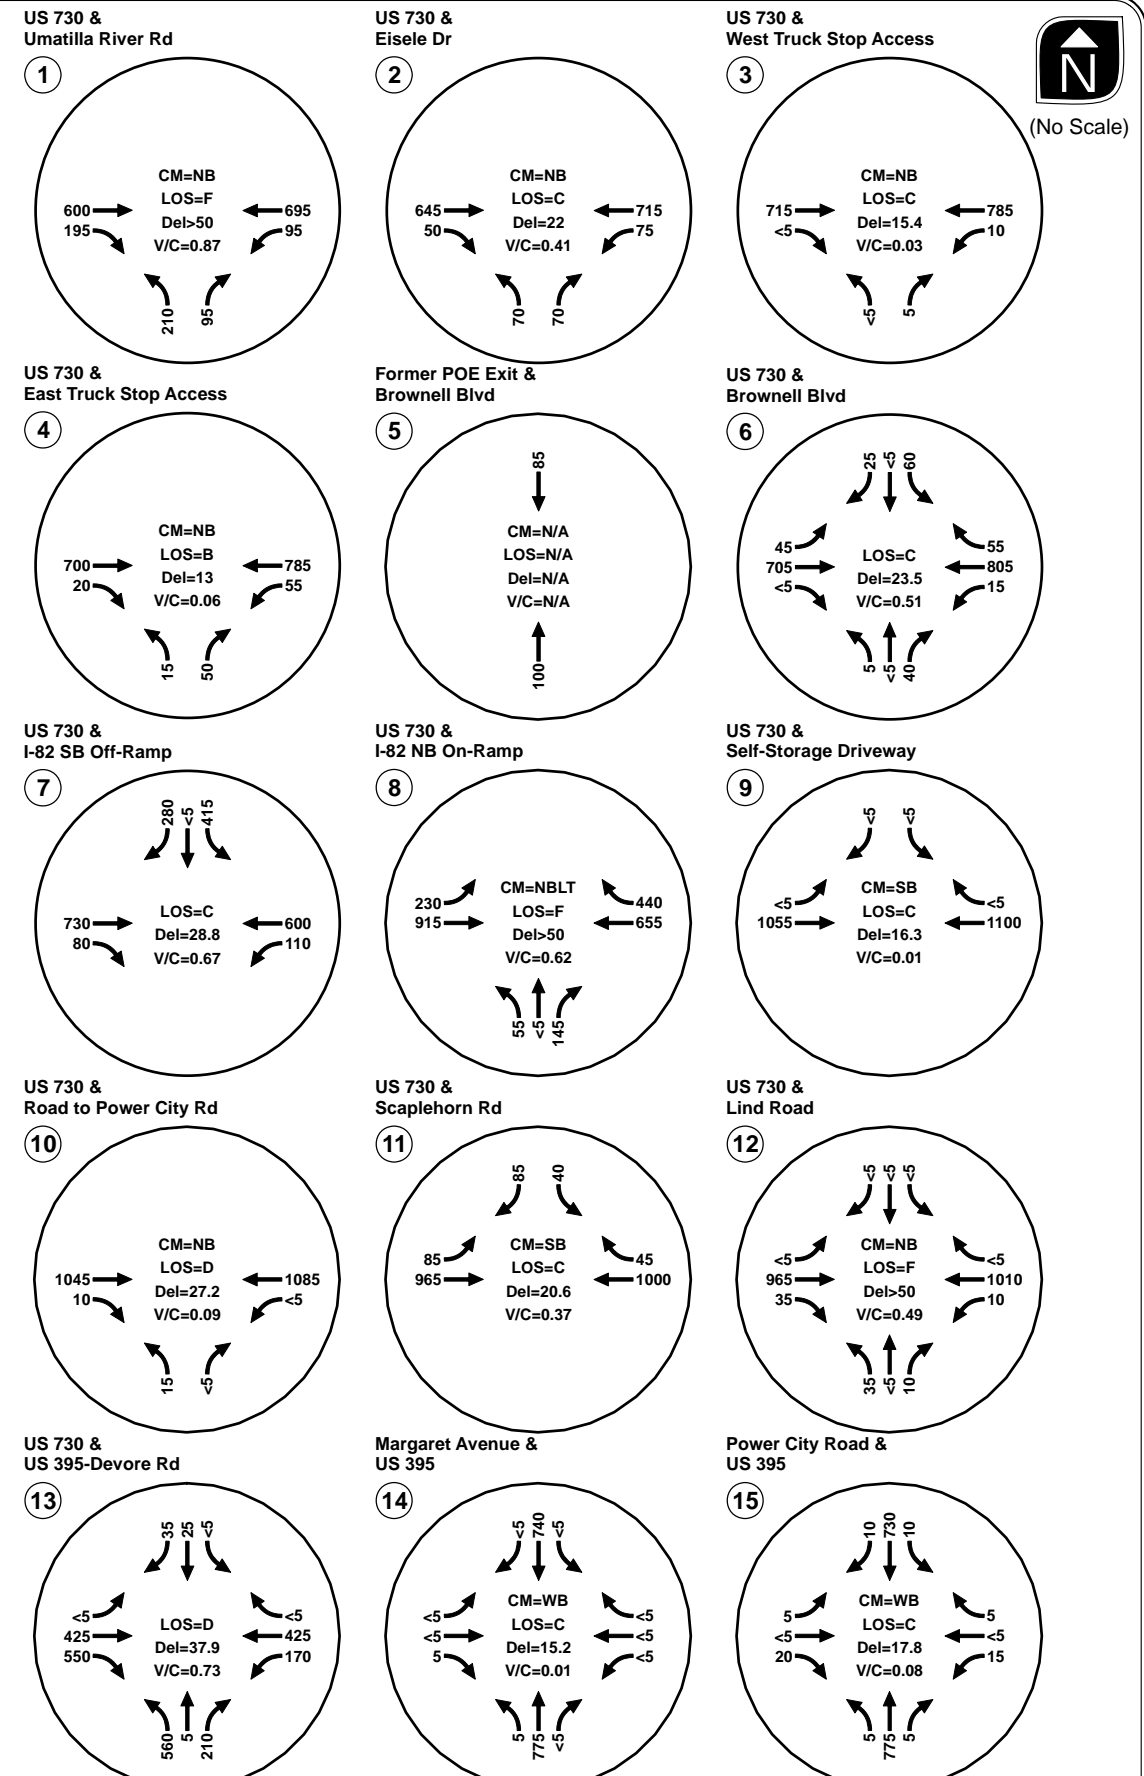 US 730 &
Umatilla River Rd
1
CM=NB
LOS=F
Del>50
V/C=0.87
600
195
695
95
210
95
US 730 &
Eisele Dr
2
CM=NB
LOS=C
Del=22
V/C=0.41
645
50
715
75
70
70
US 730 &
West Truck Stop Access
3
CM=NB
LOS=C
Del=15.4
V/C=0.03
715
<5
785
10
<5
5
N
(No Scale)
US 730 &
East Truck Stop Access
4
CM=NB
LOS=B
Del=13
V/C=0.06
700
20
785
55
15
50
Former POE Exit &
Brownell Blvd
5
85
CM=N/A
LOS=N/A
Del=N/A
V/C=N/A
100
US 730 &
Brownell Blvd
6
25
<5
60
45
705
<5
LOS=C
Del=23.5
V/C=0.51
55
805
15
5
<5
40
US 730 &
I-82 SB Off-Ramp
7
280
<5
415
730
80
LOS=C
Del=28.8
V/C=0.67
600
110
US 730 &
I-82 NB On-Ramp
8
230
915
CM=NBLT
LOS=F
Del>50
V/C=0.62
440
655
55
<5
145
US 730 &
Self-Storage Driveway
9
<5
<5
<5
1055
CM=SB
LOS=C
Del=16.3
V/C=0.01
<5
1100
US 730 &
Road to Power City Rd
10
1045
10
CM=NB
LOS=D
Del=27.2
V/C=0.09
1085
<5
15
<5
US 730 &
Scaplehorn Rd
11
85
40
85
965
CM=SB
LOS=C
Del=20.6
V/C=0.37
45
1000
US 730 &
Lind Road
12
<5
<5
<5
<5
965
35
CM=NB
LOS=F
Del>50
V/C=0.49
<5
1010
10
35
<5
10
US 730 &
US 395-Devore Rd
13
35
25
<5
<5
425
550
LOS=D
Del=37.9
V/C=0.73
<5
425
170
560
5
210
Margaret Avenue &
US 395
14
<5
740
<5
<5
<5
5
CM=WB
LOS=C
Del=15.2
V/C=0.01
<5
<5
<5
5
775
<5
Power City Road &
US 395
15
10
730
10
5
<5
20
CM=WB
LOS=C
Del=17.8
V/C=0.08
5
<5
15
5
775
5